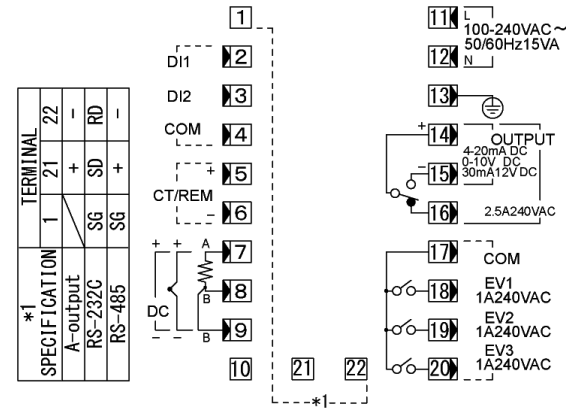 *1 SPECIFICATION TERMINAL
1 21 22
A-output + -
RS-232C SG SD RD
RS-485 SG + -
1
DI1 2
DI2 3
COM 4
+ 5
CT/REM
- 6
+ + A 7
DC B 8
- - B 9
10 21 22
*1
11 L
100-240VAC~
50/60Hz15VA
12 N
13
+ 14 OUTPUT
4-20mA DC
0-10V DC
- 15 30mA12V DC
16 2.5A240VAC
17 COM
18 EV1
1A240VAC
19 EV2
1A240VAC
20 EV3
1A240VAC